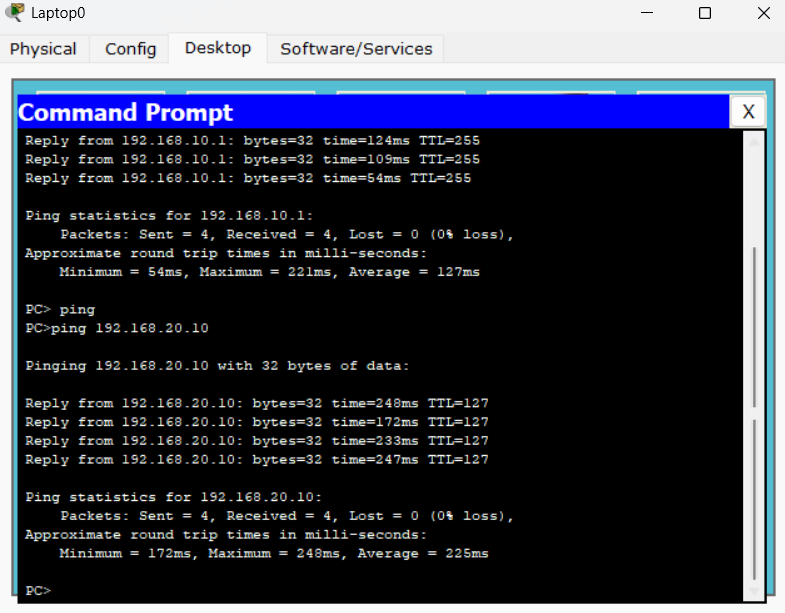 Laptop0
Physical Config Desktop Software/Services
Command Prompt X
Reply from 192.168.10.1: bytes=32 time=124ms TTL=255
Reply from 192.168.10.1: bytes=32 time=109ms TTL=255
Reply from 192.168.10.1: bytes=32 time=54ms TTL=255
Ping statistics for 192.168.10.1:
Packets: Sent = 4, Received = 4, Lost = 0 (0% loss),
Approximate round trip times in milli-seconds:
Minimum = 54ms, Maximum = 221ms, Average = 127ms
PC> ping
PC>ping 192.168.20.10
Pinging 192.168.20.10 with 32 bytes of data:
Reply from 192.168.20.10: bytes=32 time=248ms TTL=127
Reply from 192.168.20.10: bytes=32 time=172ms TTL=127
Reply from 192.168.20.10: bytes=32 time=233ms TTL=127
Reply from 192.168.20.10: bytes=32 time=247ms TTL=127
Ping statistics for 192.168.20.10:
Packets: Sent = 4, Received = 4, Lost = 0 (0% loss),
Approximate round trip times in milli-seconds:
Minimum = 172ms, Maximum = 248ms, Average = 225ms
PC>